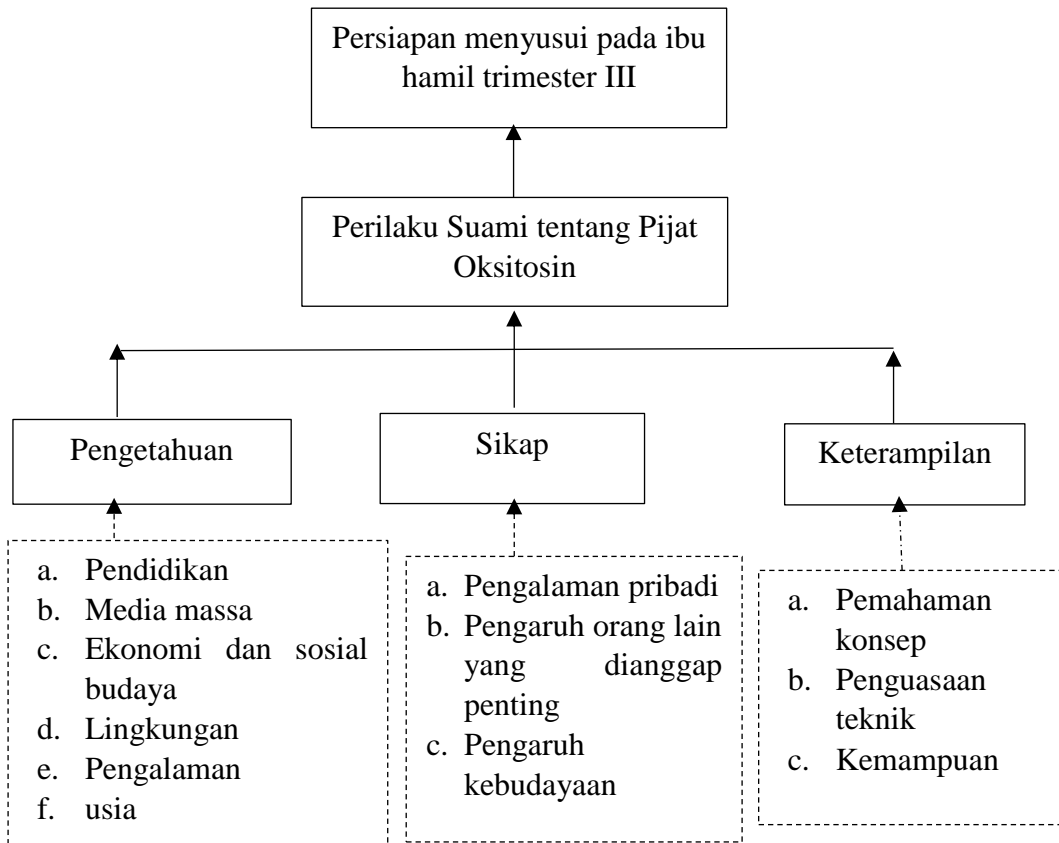 Persiapan menyusui pada ibu
hamil trimester III
Perilaku Suami tentang Pijat
Oksitosin
Pengetahuan
Sikap
Keterampilan
a. Pendidikan
b. Media massa
c. Ekonomi dan sosial
budaya
d. Lingkungan
e. Pengalaman
f. usia
a. Pengalaman pribadi
b. Pengaruh orang lain
yang dianggap
penting
c. Pengaruh
kebudayaan
a. Pemahaman
konsep
b. Penguasaan
teknik
c. Kemampuan